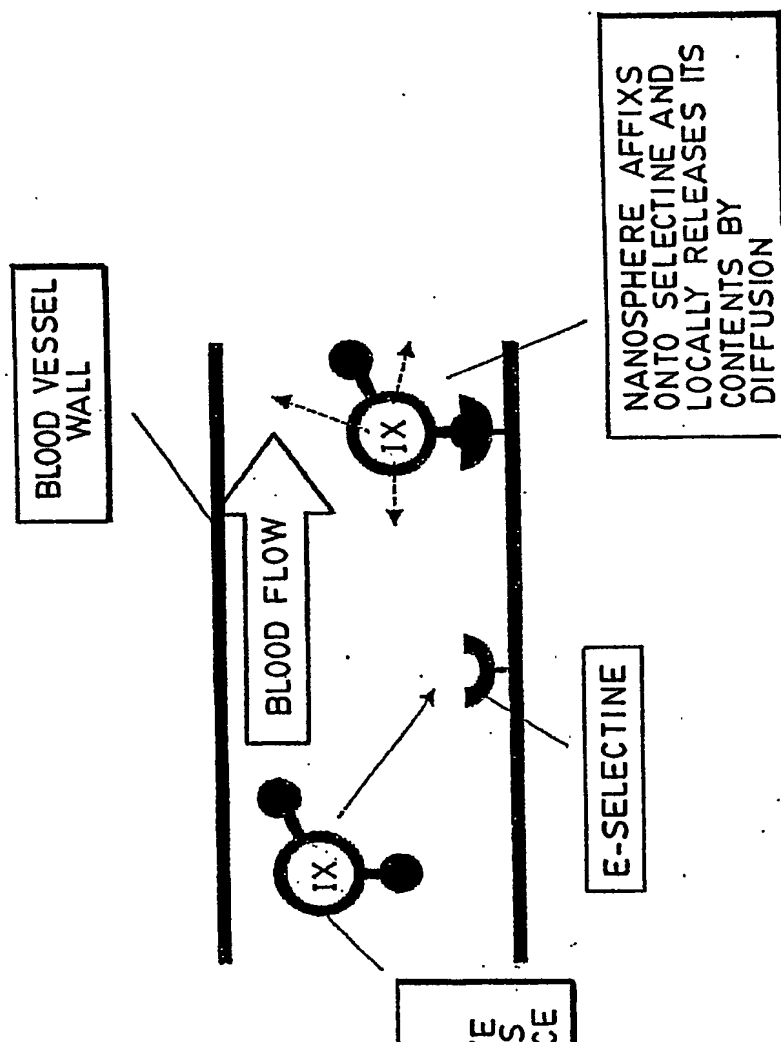 BLOOD VESSEL
WALL
BLOOD FLOW
IX
IX
E-SELECTINE
NANOSPHERE AFFIXS
ONTO SELECTINE AND
LOCALLY RELEASES ITS
CONTENTS BY
DIFFUSION